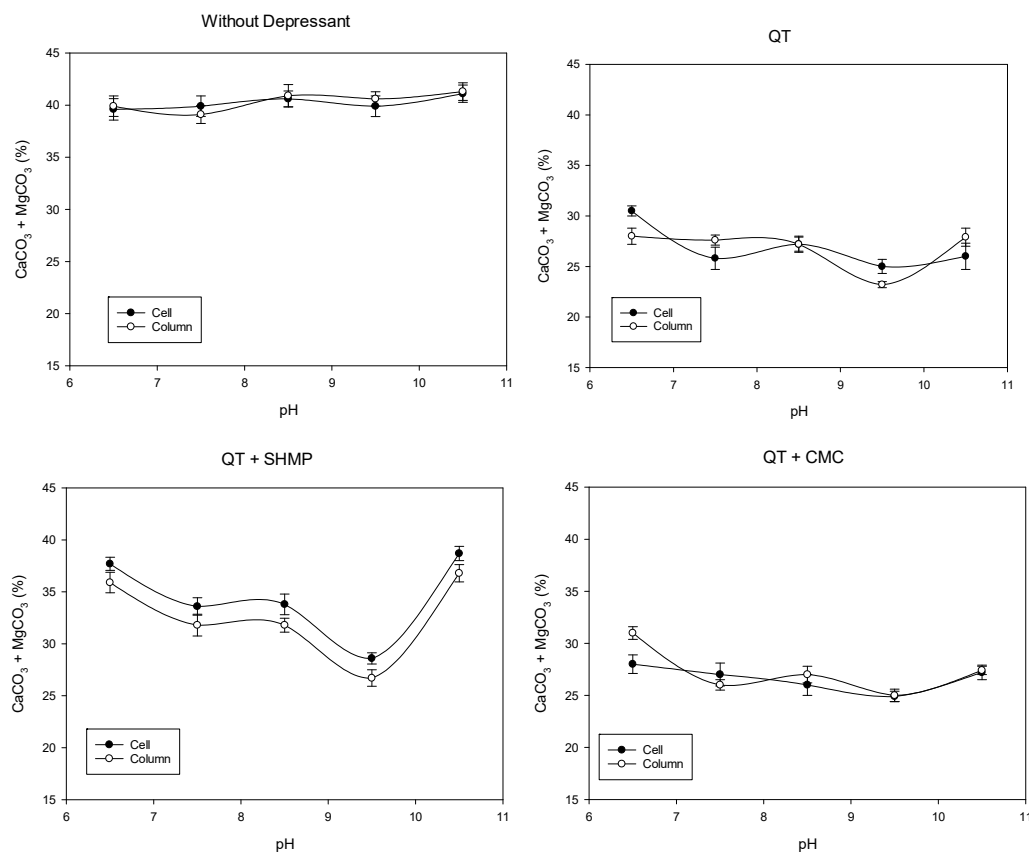 Without Depressant
CaCO3 + MgCO3 (%)
45
40
35
30
25
20
15
Cell
Column
6 7 8 9 10 11
pH
QT
CaCO3 + MgCO3 (%)
45
40
35
30
25
20
15
Cell
Column
6 7 8 9 10 11
pH
QT + SHMP
CaCO3 + MgCO3 (%)
45
40
35
30
25
20
15
Cell
Column
6 7 8 9 10 11
pH
QT + CMC
CaCO3 + MgCO3 (%)
45
40
35
30
25
20
15
Cell
Column
6 7 8 9 10 11
pH